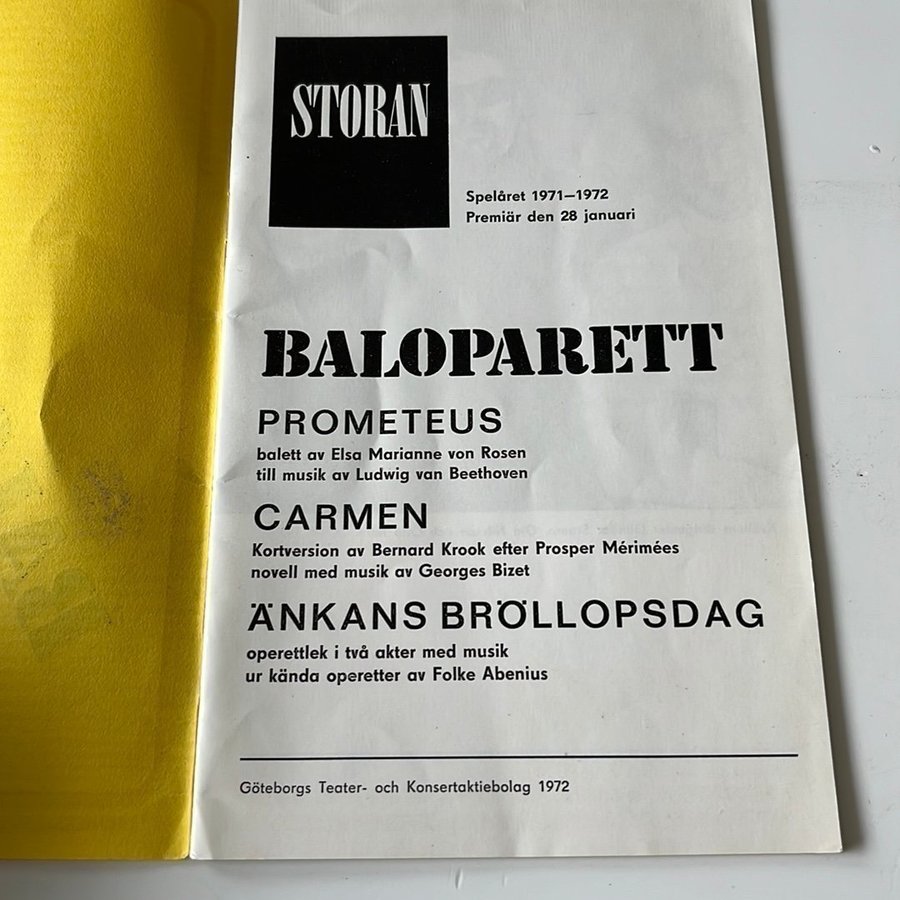 STORAN
Spelåret 1971–1972
Premiär den 28 januari
BALOPARETT
PROMETEUS
balett av Elsa Marianne von Rosen
till musik av Ludwig van Beethoven
CARMEN
Kortversion av Bernard Krook efter Prosper Mérimées
novell med musik av Georges Bizet
ÄNKANS BRÖLLOPSDAG
operettlek i två akter med musik
ur kända operetter av Folke Abenius
Göteborgs Teater- och Konsertaktiebolag 1972